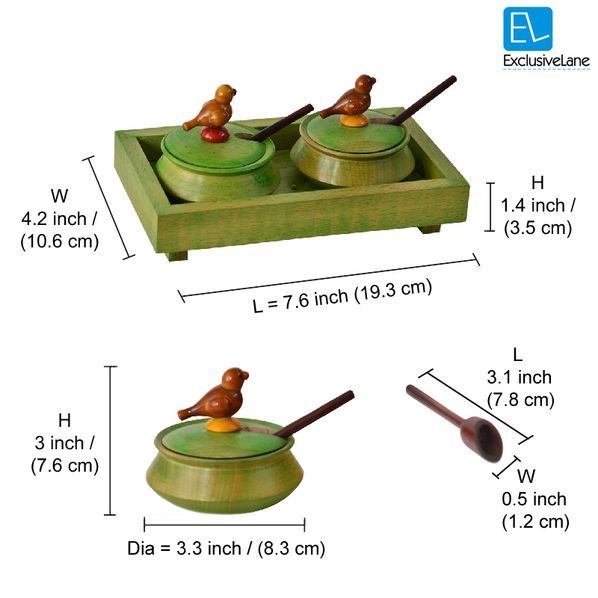 EL
ExclusiveLane
W
4.2 inch /
(10.6 cm)
H
1.4 inch /
(3.5 cm)
L = 7.6 inch (19.3 cm)
H
3 inch /
(7.6 cm)
Dia = 3.3 inch / (8.3 cm)
L
3.1 inch
(7.8 cm)
W
0.5 inch
(1.2 cm)